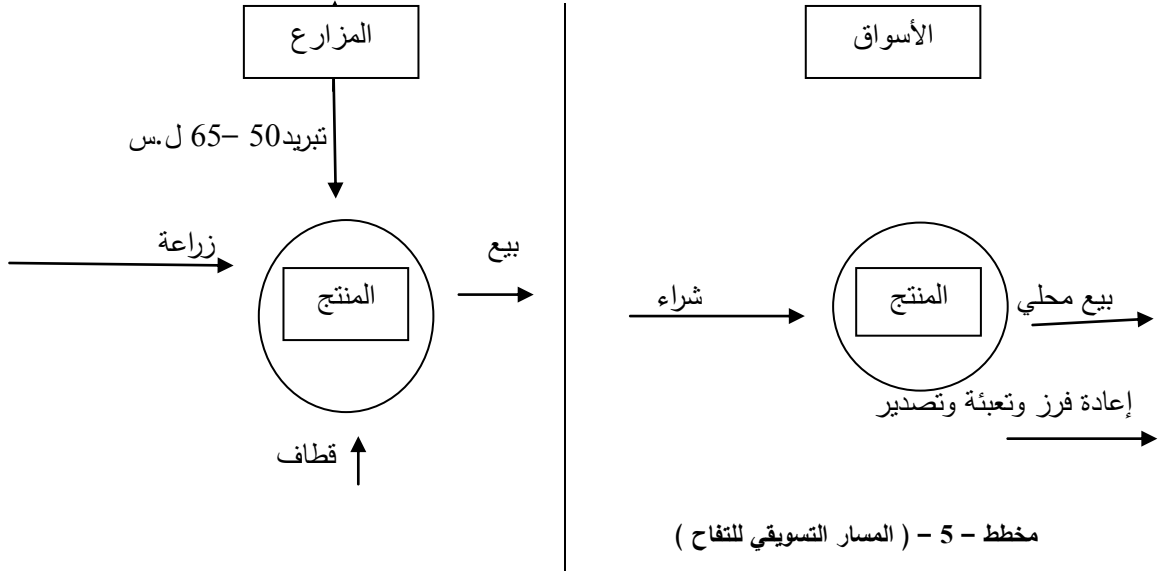 الأسواق
شراء
المنتج
بيع محلي
إعادة فرز وتعبئة وتصدير
مخطط – 5 – ( المسار التسويقي للتفاح )
المزارع
تبريد50 –65 ل.س
زراعة
المنتج
بيع
قطاف